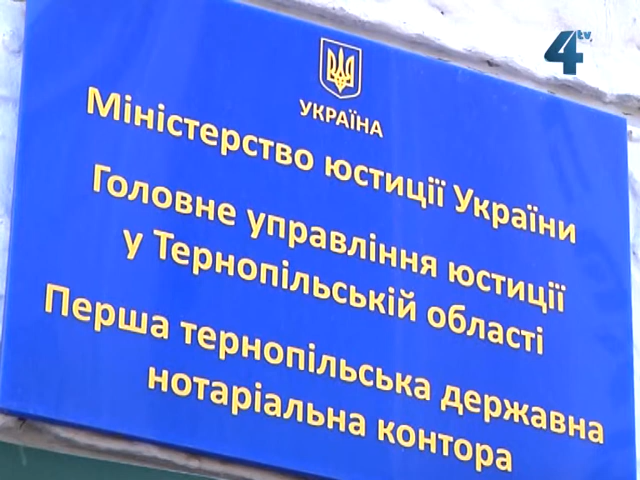 4tv
УКРАЇНА
Міністерство юстиції України
Головне управління юстиції
у Тернопільській області
Перша тернопільська державна
нотаріальна контора